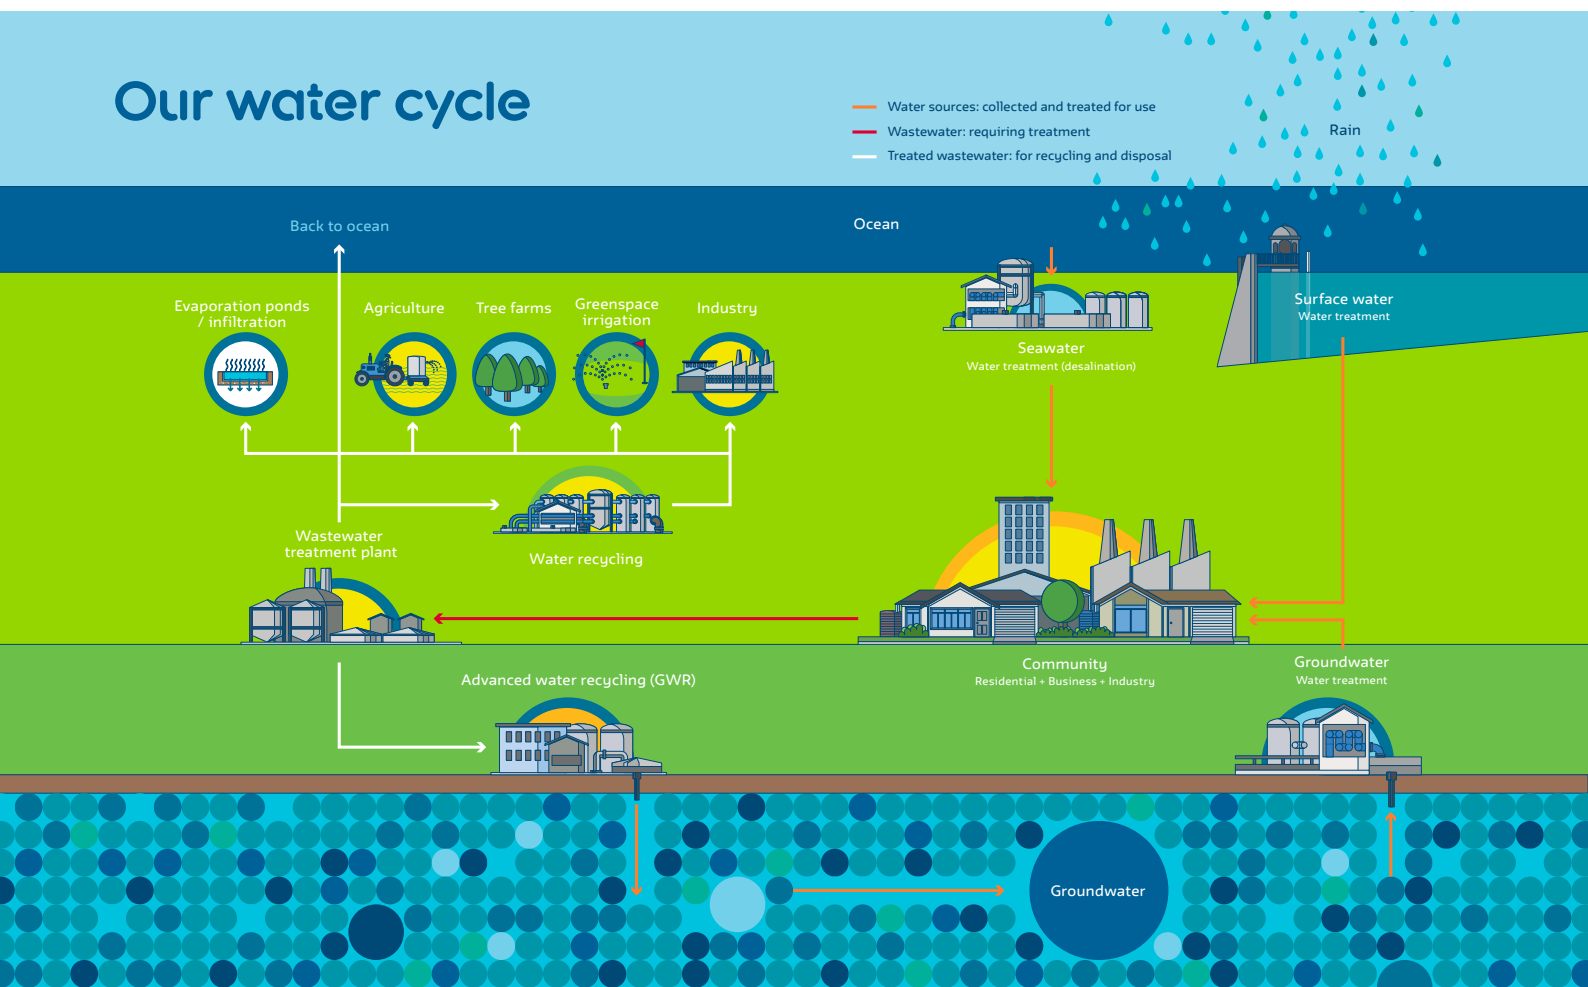 Our water cycle
Water sources: collected and treated for use
Wastewater: requiring treatment
Treated wastewater: for recycling and disposal
Rain
Back to ocean
Ocean
Evaporation ponds
/ infiltration
Agriculture
Tree farms
Greenspace
irrigation
Industry
Surface water
Water treatment
Seawater
Water treatment (desalination)
Wastewater
treatment plant
Water recycling
Community
Residential + Business + Industry
Groundwater
Water treatment
Advanced water recycling (GWR)
Groundwater